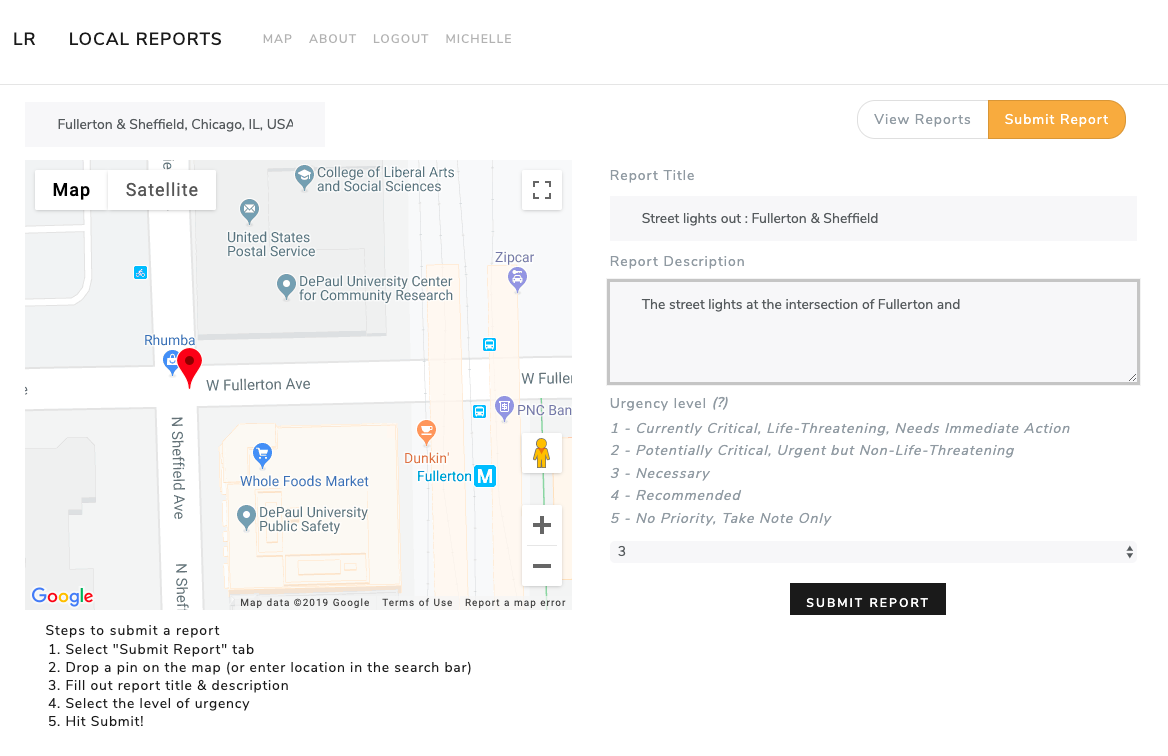 LR LOCAL REPORTS MAP ABOUT LOGOUT MICHELLE
Fullerton & Sheffield, Chicago, IL, USA
View Reports Submit Report
Map Satellite
College of Liberal Arts
and Social Sciences
United States
Postal Service
Zipcar
DePaul University Center
for Community Research
Rhumba
W Fullerton Ave
PNC Ban
N Sheffield Ave
Dunkin'
Fullerton M
Whole Foods Market
DePaul University
Public Safety
Google
Map data ©2019 Google Terms of Use Report a map error
Report Title
Street lights out : Fullerton & Sheffield
Report Description
The street lights at the intersection of Fullerton and
Urgency level (?)
1 - Currently Critical, Life-Threatening, Needs Immediate Action
2 - Potentially Critical, Urgent but Non-Life-Threatening
3 - Necessary
4 - Recommended
5 - No Priority, Take Note Only
3
SUBMIT REPORT
Steps to submit a report
1. Select "Submit Report" tab
2. Drop a pin on the map (or enter location in the search bar)
3. Fill out report title & description
4. Select the level of urgency
5. Hit Submit!